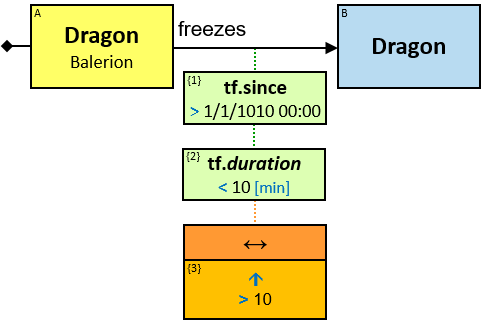 A
Dragon
Balerion
freezes
B
Dragon
{1}
tf.since
> 1/1/1010 00:00
{2}
tf.duration
< 10 [min]
↔
{3}
↑
> 10